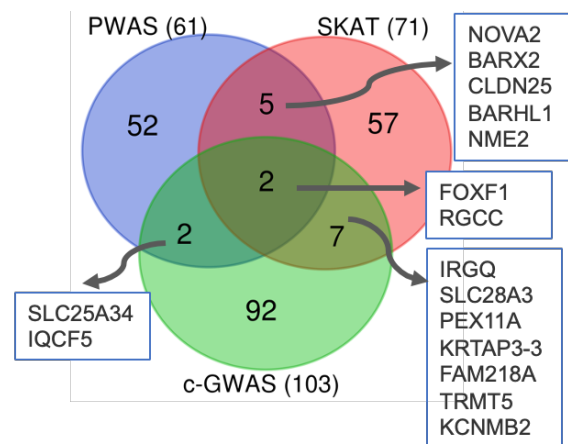 PWAS (61)
SKAT (71)
52
5
57
2
2
7
92
c-GWAS (103)
NOVA2
BARX2
CLDN25
BARHL1
NME2
FOXF1
RGCC
IRGQ
SLC28A3
PEX11A
KRTAP3-3
FAM218A
TRMT5
KCNMB2
SLC25A34
IQCF5